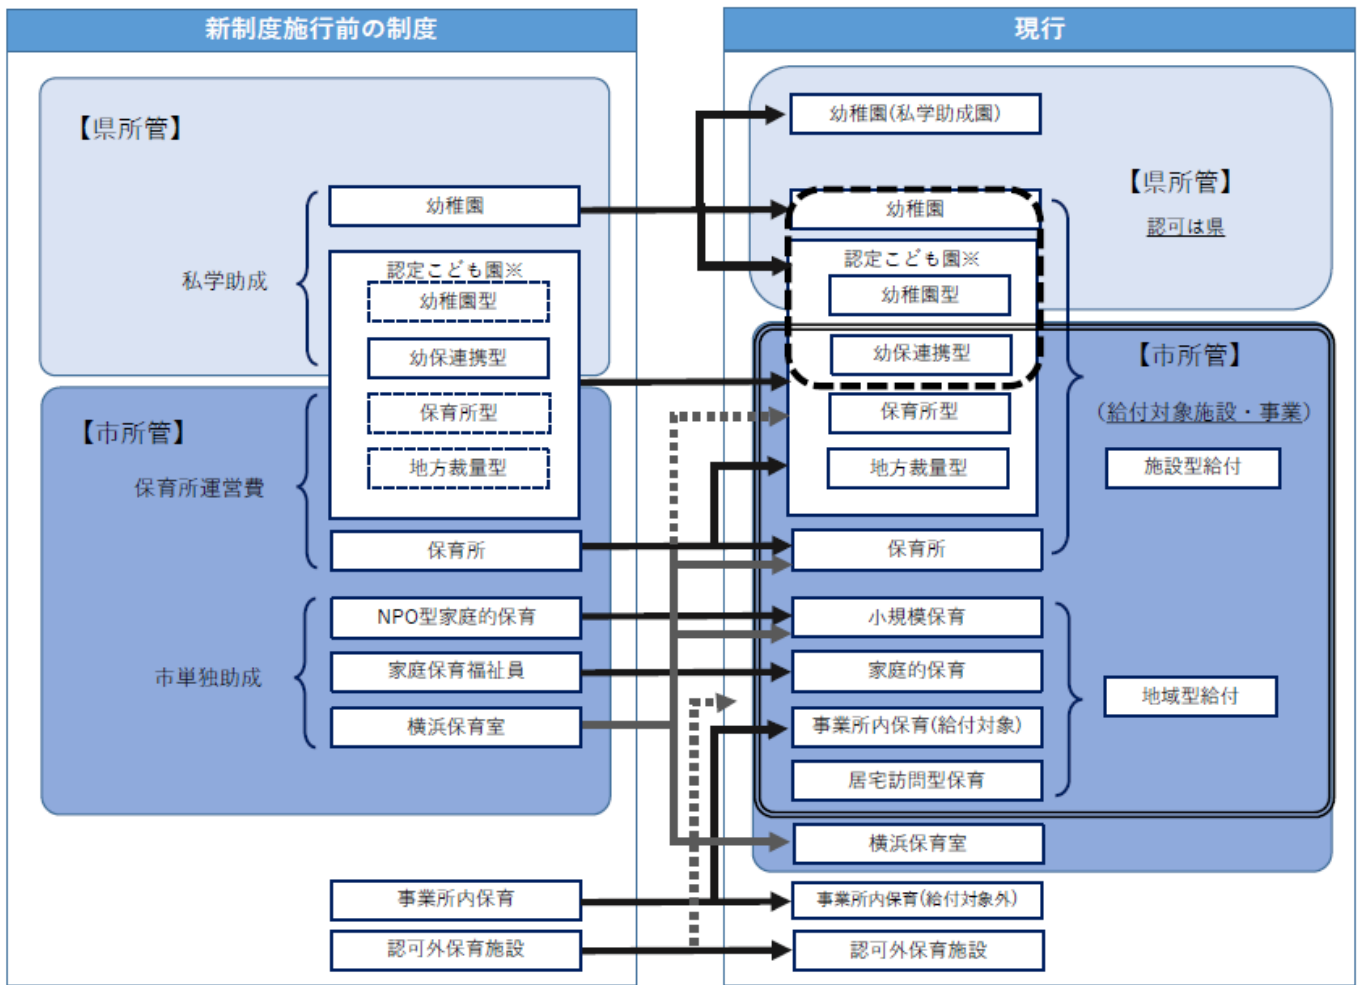 新制度施行前の制度
【県所管】
幼稚園
私学助成
認定こども園※
幼稚園型
幼保連携型
【市所管】
保育所型
地方裁量型
保育所運営費
保育所
NPO型家庭的保育
家庭保育福祉員
市単独助成
横浜保育室
事業所内保育
認可外保育施設
現行
幼稚園(私学助成園)
【県所管】
認可は県
幼稚園
認定こども園※
幼稚園型
幼保連携型
【市所管】
(給付対象施設・事業)
保育所型
地方裁量型
施設型給付
保育所
小規模保育
家庭的保育
地域型給付
事業所内保育(給付対象)
居宅訪問型保育
横浜保育室
事業所内保育(給付対象外)
認可外保育施設